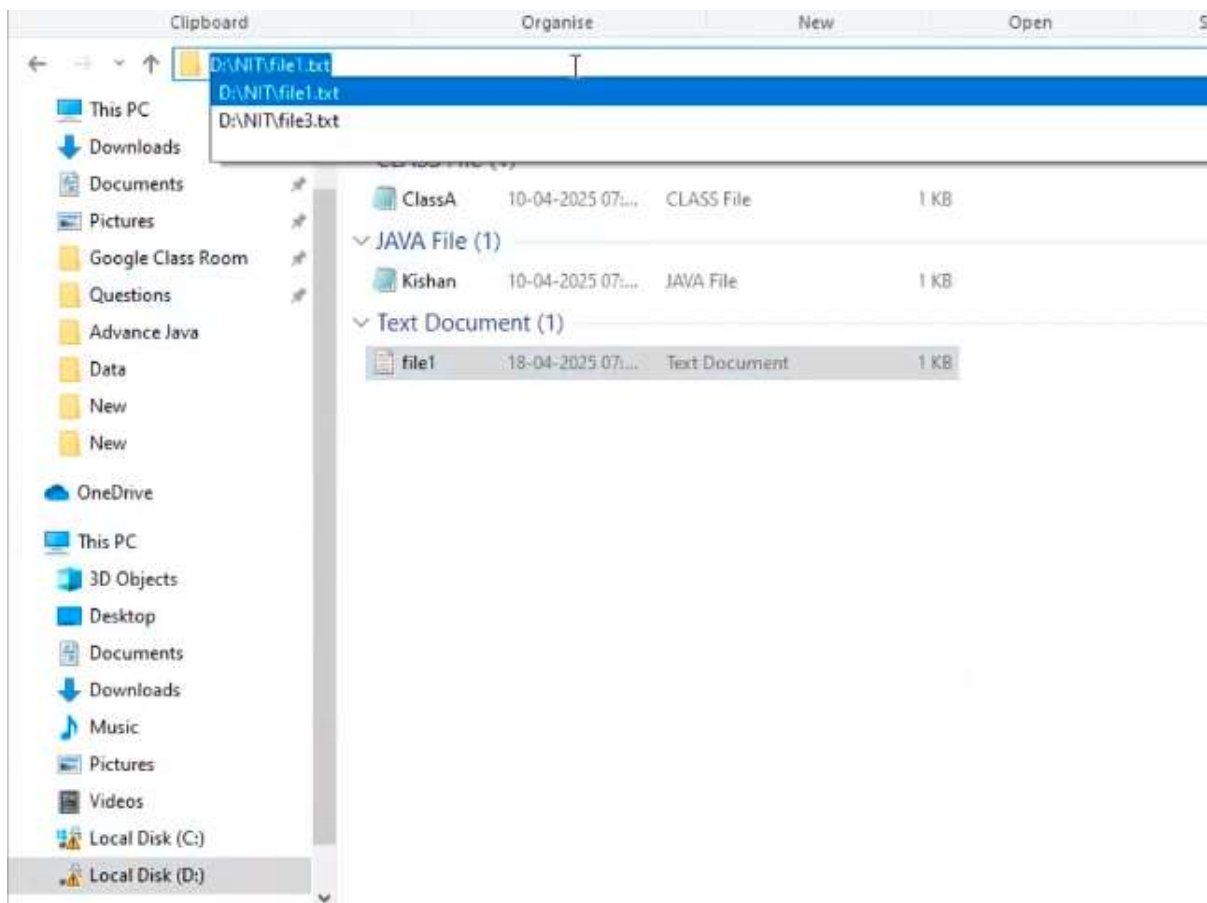 Clipboard Organise New Open S
D:\NIT\file1.txt
D:\NIT\file1.txt
D:\NIT\file3.txt
This PC
Downloads
Documents
Pictures
Google Class Room
Questions
Advance Java
Data
New
New
OneDrive
This PC
3D Objects
Desktop
Documents
Downloads
Music
Pictures
Videos
Local Disk (C:)
Local Disk (D:)
ClassA 10-04-2025 07:... CLASS File 1 KB
JAVA File (1)
Kishan 10-04-2025 07:... JAVA File 1 KB
Text Document (1)
file1 18-04-2025 07:... Text Document 1 KB